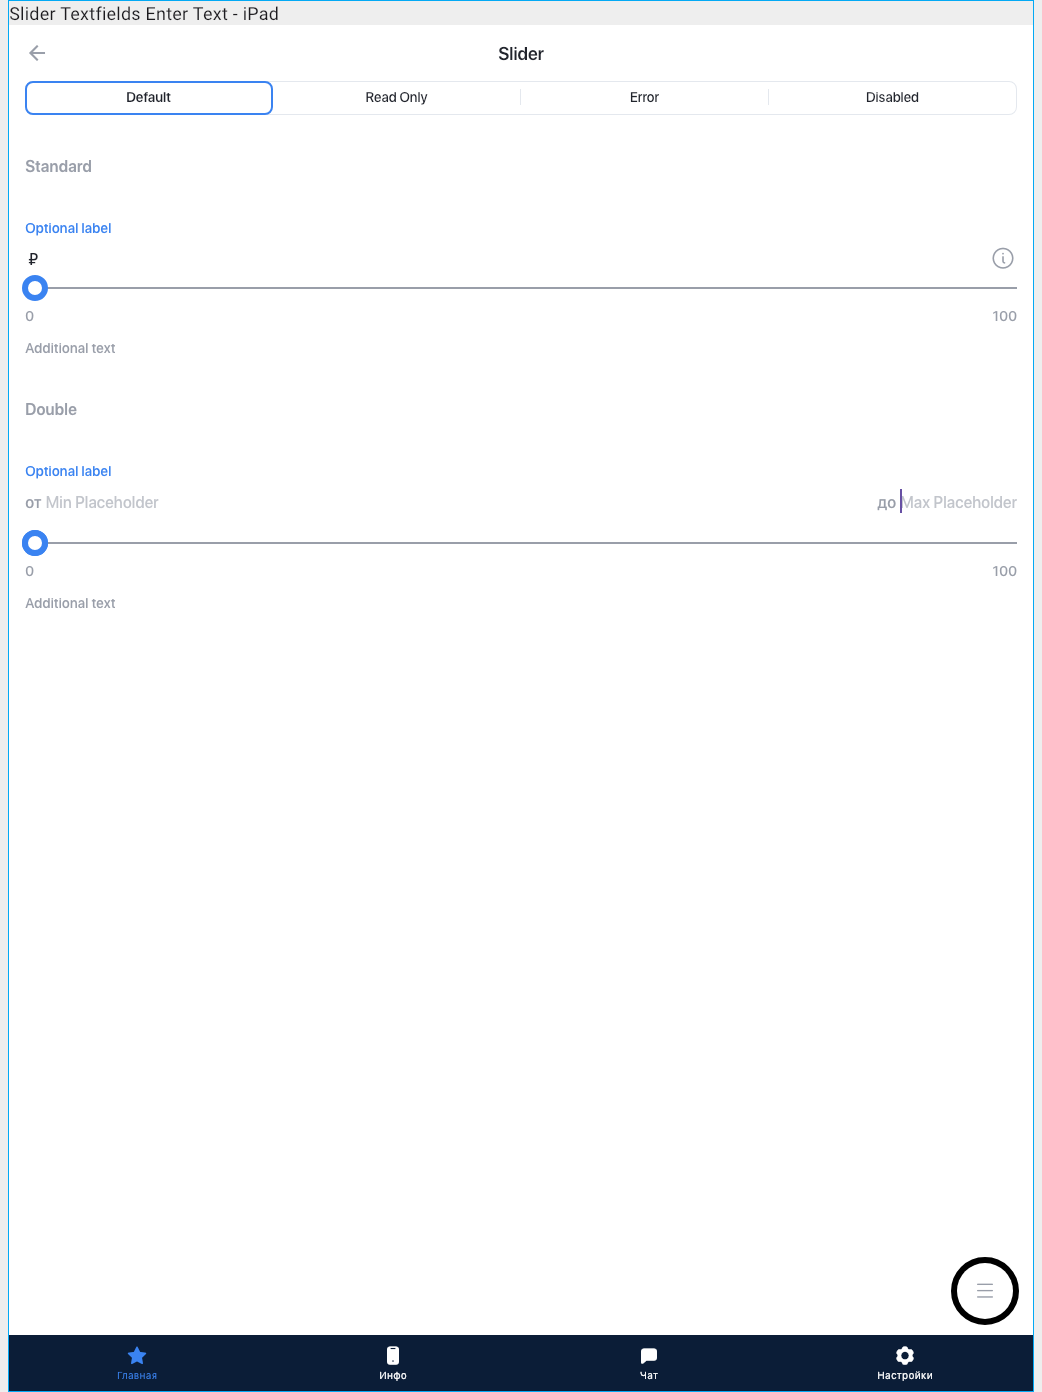 Slider Textfields Enter Text - iPad
Slider
Default Read Only Error Disabled
Standard
Optional label
₽
0 100
Additional text
Double
Optional label
от Min Placeholder до Max Placeholder
0 100
Additional text
Главная Инфо Чат Настройки